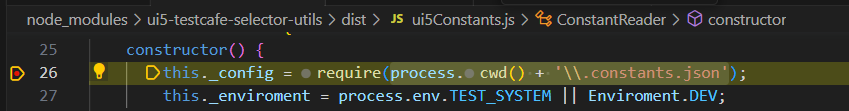 node_modules > ui5-testcafe-selector-utils > dist > JS ui5Constants.js > ConstantReader > constructor
25 constructor() {
26 this._config = require(process. cwd() + '\\.constants.json');
27 this._enviroment = process.env.TEST_SYSTEM || Enviroment.DEV;